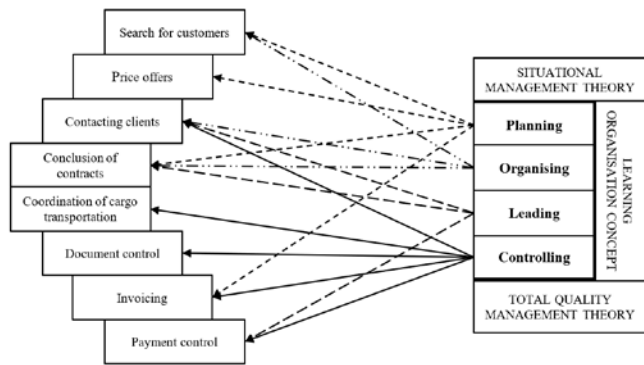 Search for customers
Price offers
Contacting clients
Conclusion of
contracts
Coordination of cargo
transportation
Document control
Invoicing
Payment control
SITUATIONAL
MANAGEMENT THEORY
Planning
Organising
Leading
Controlling
LEARNING
ORGANISATION CONCEPT
TOTAL QUALITY
MANAGEMENT THEORY